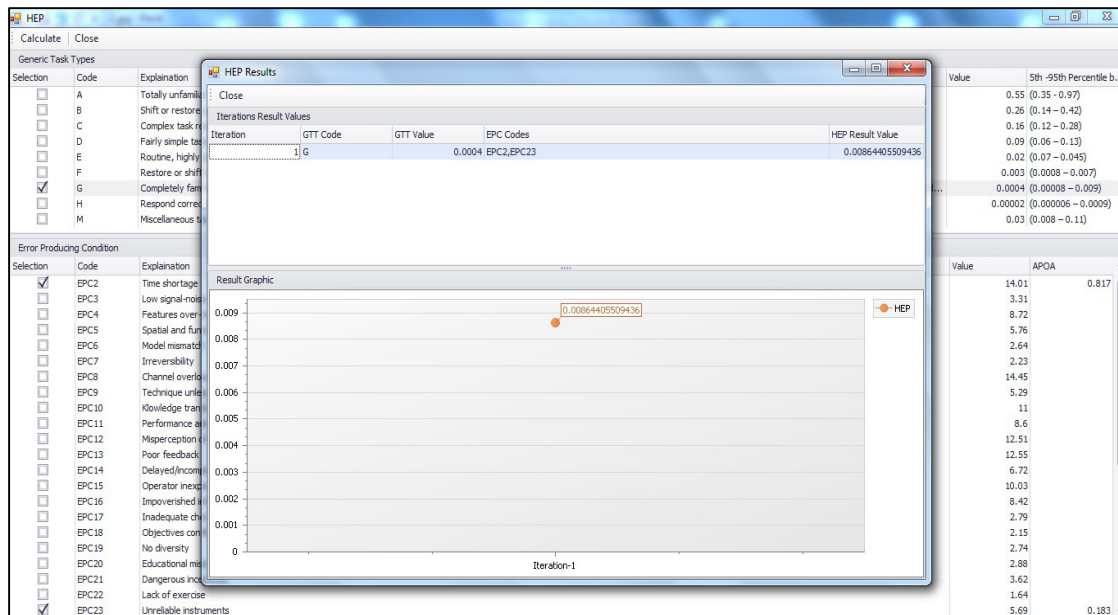 HEP
Calculate Close
Generic Task Types
Selection Code Explaination Value 5th -95th Percentile b...
A Totally unfamilia 0.55 (0.35 - 0.97)
B Shift or restore 0.26 (0.14 – 0.42)
C Complex task re 0.16 (0.12 – 0.28)
D Fairly simple tas 0.09 (0.06 – 0.13)
E Routine, highly 0.02 (0.07 – 0.045)
F Restore or shift 0.003 (0.0008 – 0.007)
G Completely fam d... 0.0004 (0.00008 – 0.009)
H Respond correc 0.00002 (0.000006 – 0.0009)
M Miscellaneous ta 0.03 (0.008 – 0.11)
Error Producing Condition
Selection Code Explaination Value APOA
EPC2 Time shortage 14.01 0.817
EPC3 Low signal-nois 3.31
EPC4 Features over- 8.72
EPC5 Spatial and fun 5.76
EPC6 Model mismatch 2.64
EPC7 Irreversibility 2.23
EPC8 Channel overlo 14.45
EPC9 Technique unle 5.29
EPC10 Klowledge tran 11
EPC11 Performance a 8.6
EPC12 Misperception 12.51
EPC13 Poor feedback 12.55
EPC14 Delayed/incomp 6.72
EPC15 Operator inexp 10.03
EPC16 Impoverished i 8.42
EPC17 Inadequate che 2.79
EPC18 Objectives con 2.15
EPC19 No diversity 2.74
EPC20 Educational mis 2.88
EPC21 Dangerous ince 3.62
EPC22 Lack of exercise 1.64
EPC23 Unreliable instruments 5.69 0.183
HEP Results
Close
Iterations Result Values
Iteration GTT Code GTT Value EPC Codes HEP Result Value
1 G 0.0004 EPC2,EPC23 0.00864405509436
Result Graphic
0.009
0.008
0.007
0.006
0.005
0.004
0.003
0.002
0.001
0
0.00864405509436
HEP
Iteration-1